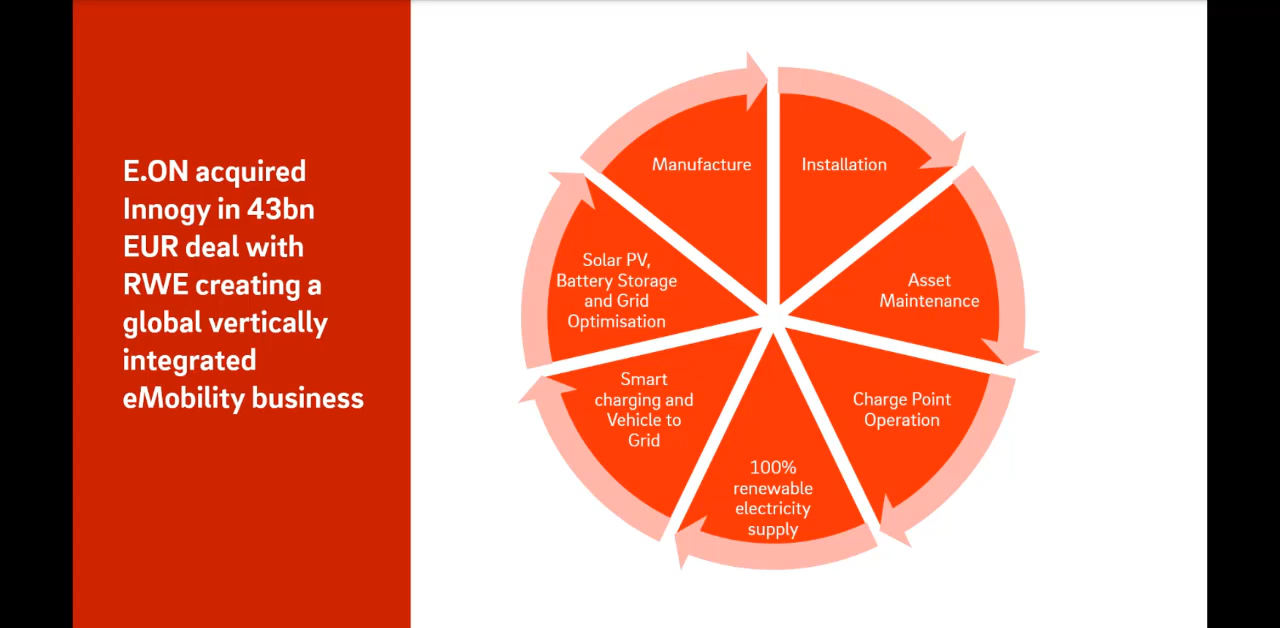 E.ON acquired
Innogy in 43bn
EUR deal with
RWE creating a
global vertically
integrated
eMobility business
Manufacture
Installation
Asset
Maintenance
Charge Point
Operation
100%
renewable
electricity
supply
Smart
charging and
Vehicle to
Grid
Solar PV,
Battery Storage
and Grid
Optimisation